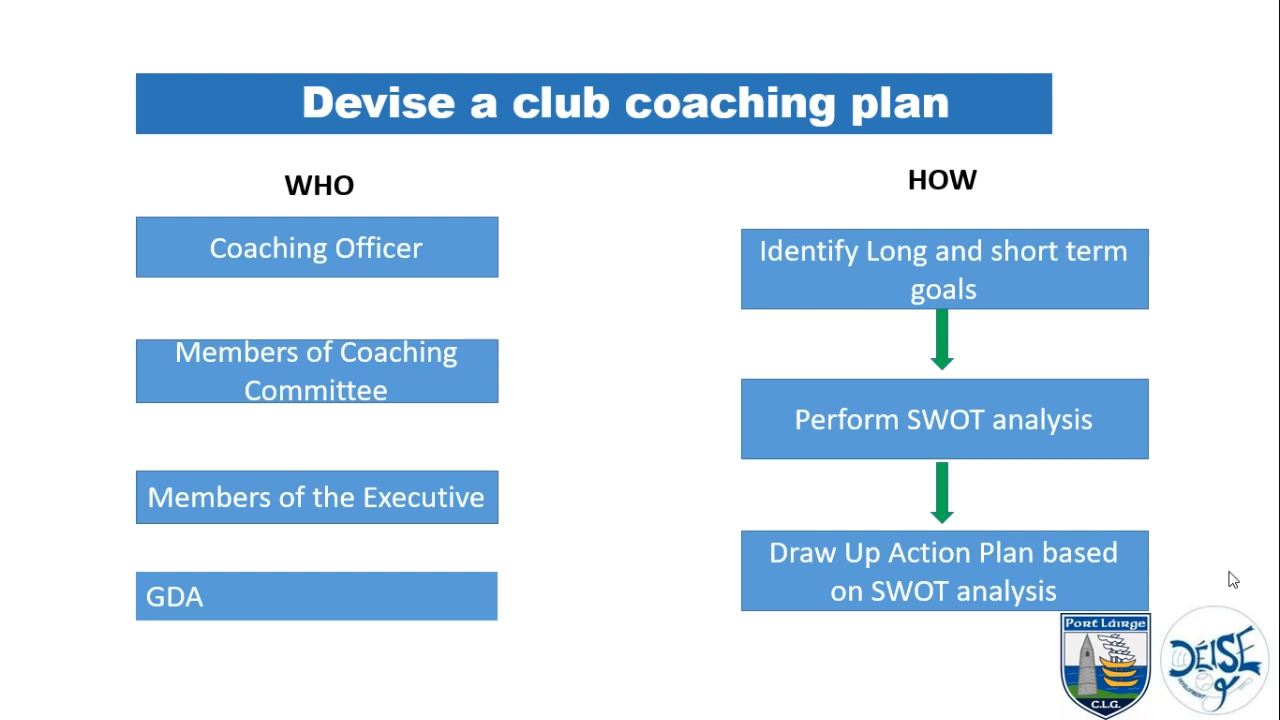 Devise a club coaching plan
WHO
Coaching Officer
Members of Coaching
Committee
Members of the Executive
GDA
HOW
Identify Long and short term
goals
Perform SWOT analysis
Draw Up Action Plan based
on SWOT analysis
Port Láirge
C.L.G.
DÉISE
DEVELOPMENT